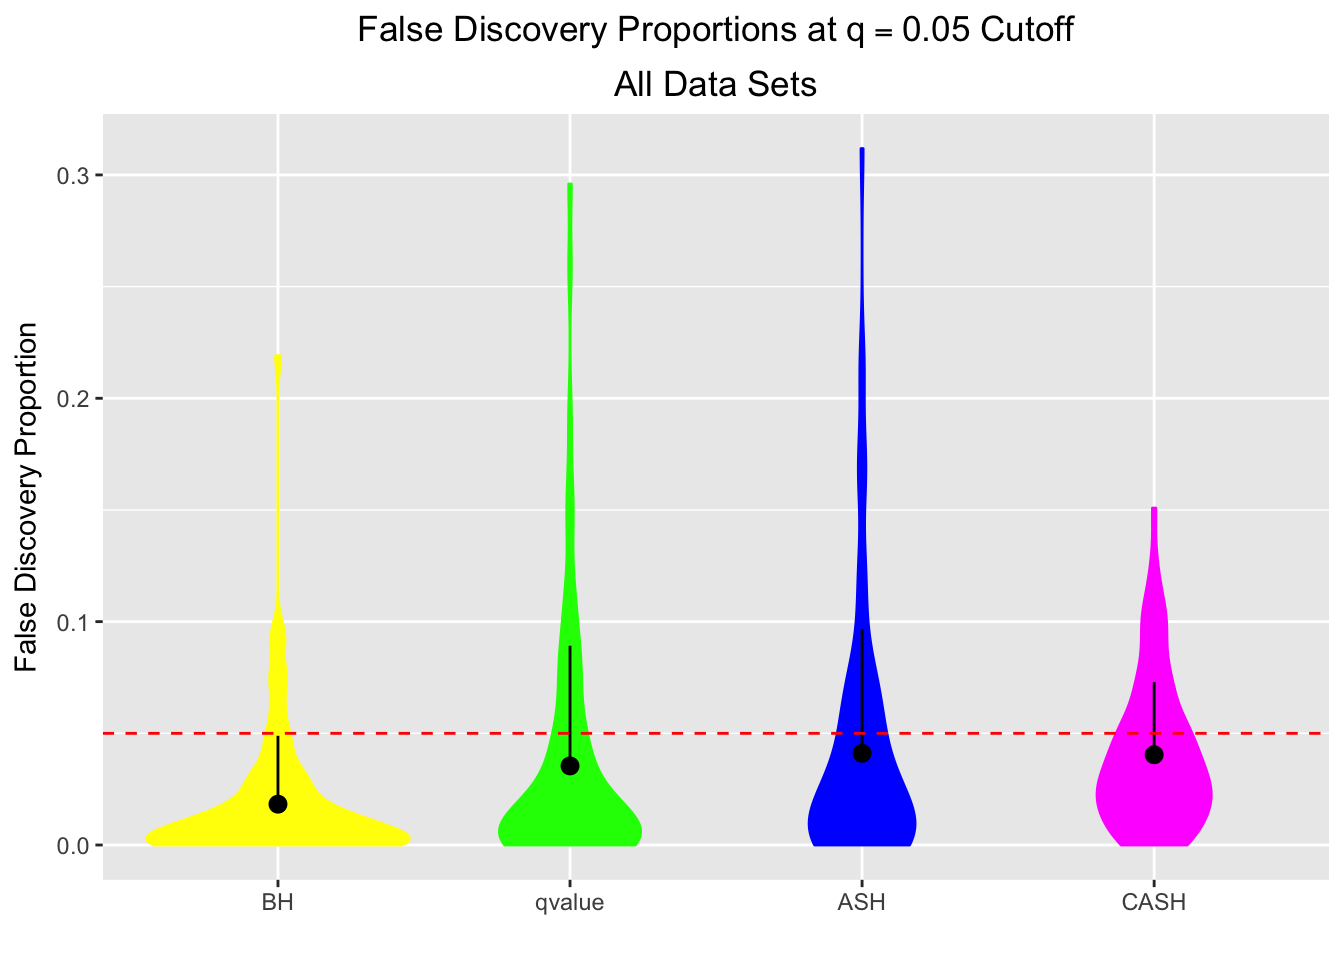 False Discovery Proportions at q = 0.05 Cutoff
All Data Sets
False Discovery Proportion
0.3
0.2
0.1
0.0
BH
qvalue
ASH
CASH